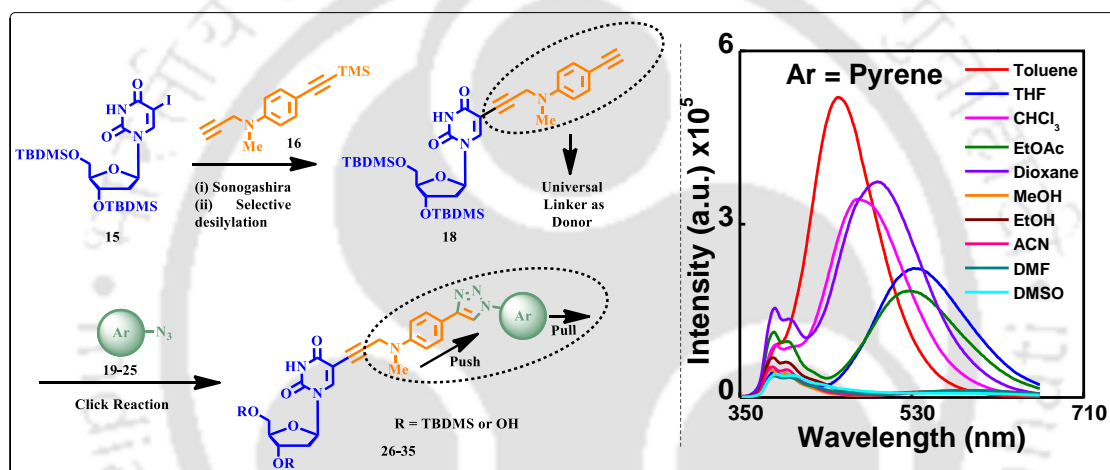 O
I
HN
O
N
TBDMSO
O
OTBDMS
15
TMS
N
Me
16
(i) Sonogashira
(ii) Selective
desilylation
O
HN
O
N
N
Me
TBDMSO
O
OTBDMS
18
Universal
Linker as
Donor
Ar
N3
19-25
Click Reaction
N
N
N
Ar
Pull
Push
N
Me
O
HN
O
N
RO
O
OR
R = TBDMS or OH
26-35
Ar = Pyrene
Toluene
THF
CHCl3
EtOAc
Dioxane
MeOH
EtOH
ACN
DMF
DMSO
Intensity (a.u.) x10^5
6
3
0
350 530 710
Wavelength (nm)